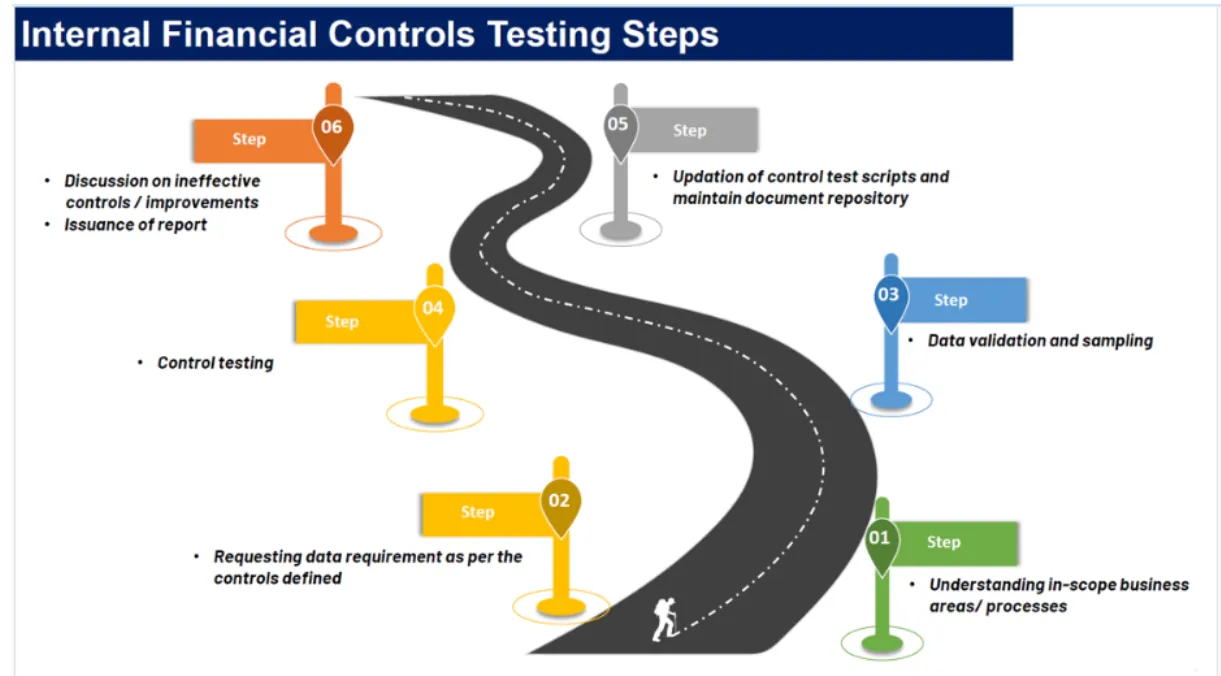 Internal Financial Controls Testing Steps
Step 06
• Discussion on ineffective
controls / improvements
• Issuance of report
05 Step
• Updation of control test scripts and
maintain document repository
Step 04
• Control testing
03 Step
• Data validation and sampling
Step 02
• Requesting data requirement as per the
controls defined
01 Step
• Understanding in-scope business
areas/ processes